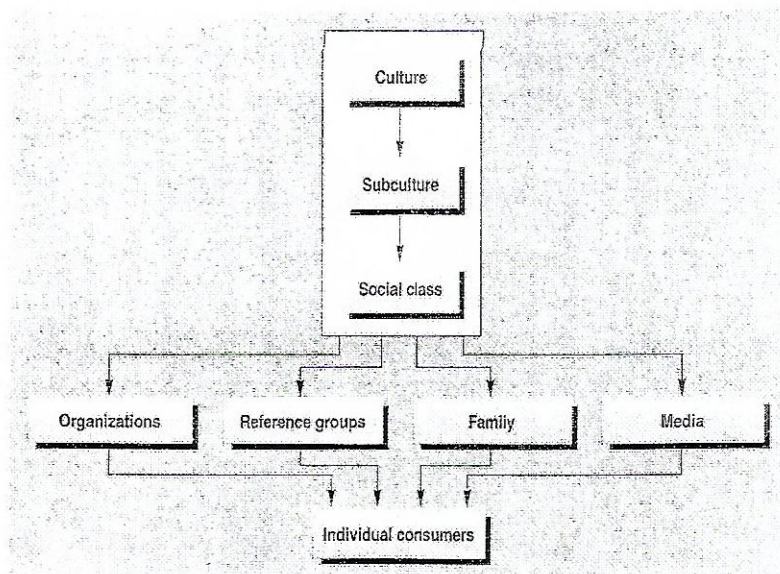 Culture
Subculture
Social class
Organizations
Reference groups
Family
Media
Individual consumers